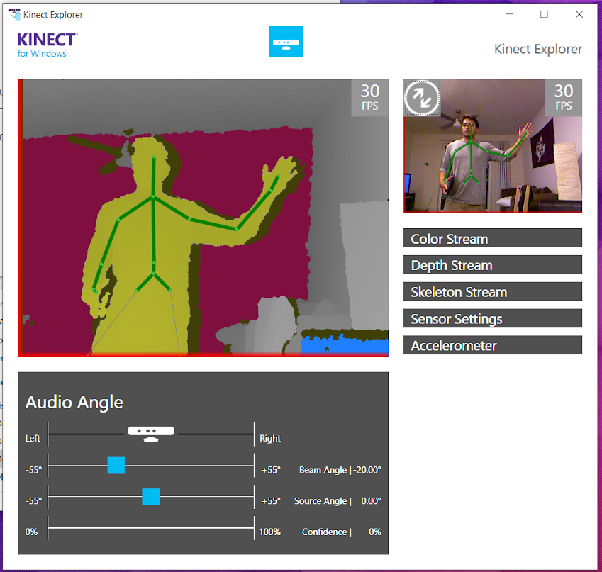 Kinect Explorer
KINECT
for Windows
Kinect Explorer
30
FPS
30
FPS
Color Stream
Depth Stream
Skeleton Stream
Sensor Settings
Accelerometer
Audio Angle
Left Right
-55° +55° Beam Angle | -20.00°
-55° +55° Source Angle | 0.00°
0% 100% Confidence | 0%